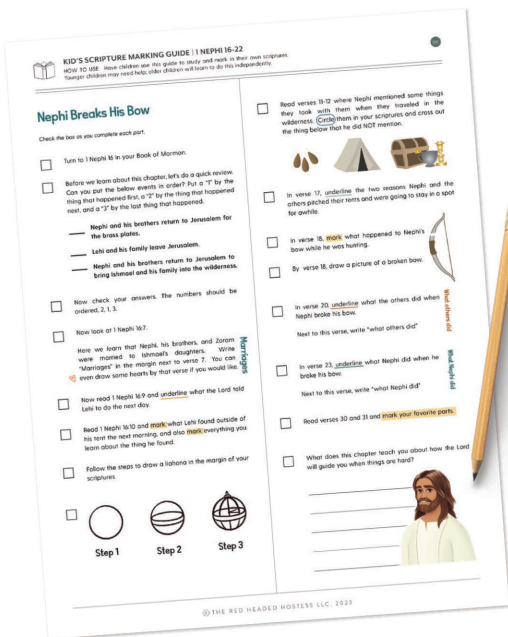 KID'S SCRIPTURE MARKING GUIDE | 1 NEPHI 16-22
HOW TO USE: Have children use this guide to study and mark in their own scriptures.
Younger children may need help; older children will learn to do this independently.
Nephi Breaks His Bow
Check the box as you complete each part.
Turn to 1 Nephi 16 in your Book of Mormon.
Before we learn about this chapter, let's do a quick review.
Can you put the below events in order? Put a "1" by the
thing that happened first, a "2" by the thing that happened
next, and a "3" by the last thing that happened.
Nephi and his brothers return to Jerusalem for
the brass plates.
Lehi and his family leave Jerusalem.
Nephi and his brothers return to Jerusalem to
bring Ishmael and his family into the wilderness.
Now check your answers. The numbers should be
ordered, 2, 1, 3.
Now look at 1 Nephi 16:7.
Here we learn that Nephi, his brothers, and Zoram
were married to Ishmael's daughters. Write
"Marriages" in the margin next to verse 7. You can
even draw some hearts by that verse if you would like.
Marriages
Now read 1 Nephi 16:9 and underline what the Lord told
Lehi to do the next day.
Read 1 Nephi 16:10 and mark what Lehi found outside of
his tent the next morning, and also mark everything you
learn about the thing he found.
Follow the steps to draw a liahona in the margin of your
scriptures.
Step 1
Step 2
Step 3
Read verses 11-12 where Nephi mentioned some things
they took with them when they traveled in the
wilderness. Circle them in your scriptures and cross out
the thing below that he did NOT mention.
In verse 17, underline the two reasons Nephi and the
others pitched their tents and were going to stay in a spot
for awhile.
In verse 18, mark what happened to Nephi's
bow while he was hunting.
By verse 18, draw a picture of a broken bow.
In verse 20, underline what the others did when
Nephi broke his bow.
Next to this verse, write "what others did"
What others did
In verse 23, underline what Nephi did when he
broke his bow.
Next to this verse, write "what Nephi did"
What Nephi did
Read verses 30 and 31 and mark your favorite parts.
What does this chapter teach you about how the Lord
will guide you when things are hard?
© THE RED HEADED HOSTESS LLC, 2023